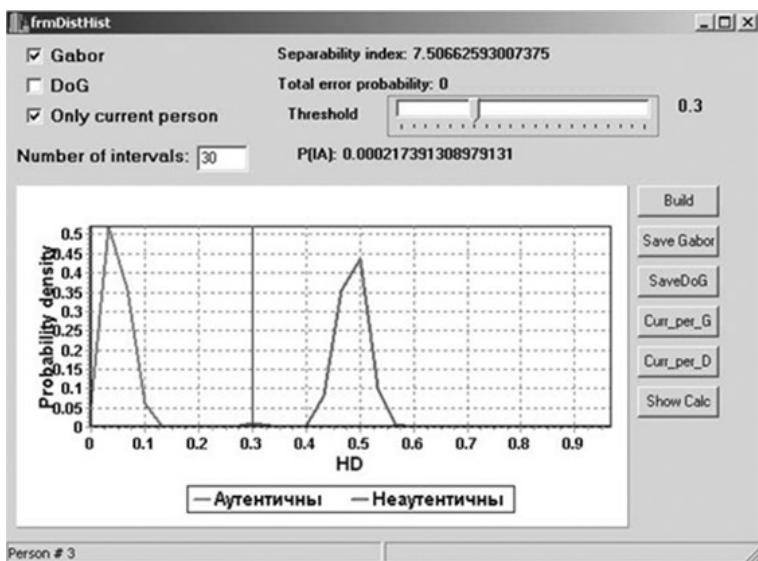 frmDistHist
Gabor
Separability index: 7.50662593007375
DoG
Total error probability: 0
Only current person
Threshold
0.3
Number of intervals: 30
P(IA): 0.000217391308979131
Build
Save Gabor
SaveDoG
Curr_per_G
Curr_per_D
Show Calc
Probability density
0.5
0.45
0.4
0.35
0.3
0.25
0.2
0.15
0.1
0.05
0
0 0.1 0.2 0.3 0.4 0.5 0.6 0.7 0.8 0.9
HD
Аутентичны Неаутентичны
Person # 3